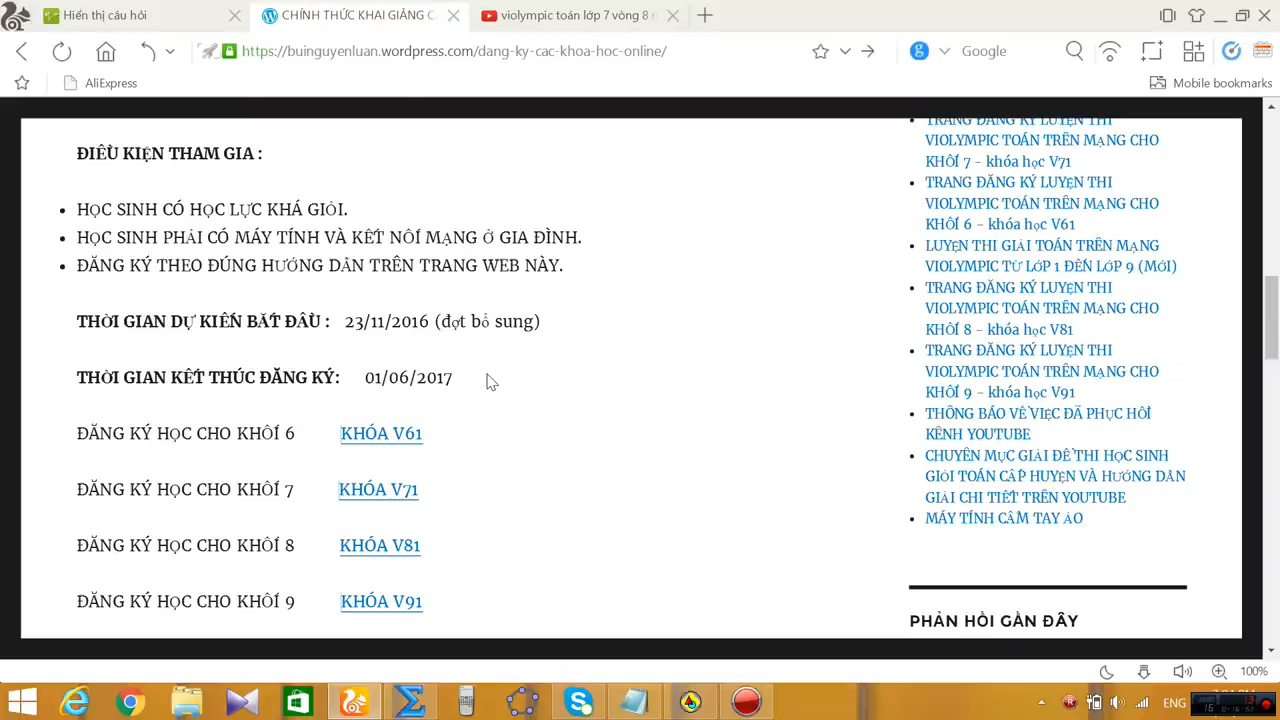 Hiển thị câu hỏi
CHÍNH THỨC KHAI GIẢNG C
violympic toán lớp 7 vòng 8 n
https://buinguyenluan.wordpress.com/dang-ky-cac-khoa-hoc-online/
Google
AliExpress
Mobile bookmarks
ĐIỀU KIỆN THAM GIA :
HỌC SINH CÓ HỌC LỰC KHÁ GIỎI.
HỌC SINH PHẢI CÓ MÁY TÍNH VÀ KẾT NỐI MẠNG Ở GIA ĐÌNH.
ĐĂNG KÝ THEO ĐÚNG HƯỚNG DẪN TRÊN TRANG WEB NÀY.
THỜI GIAN DỰ KIẾN BẮT ĐẦU : 23/11/2016 (đợt bổ sung)
THỜI GIAN KẾT THÚC ĐĂNG KÝ: 01/06/2017
ĐĂNG KÝ HỌC CHO KHỐI 6 KHÓA V61
ĐĂNG KÝ HỌC CHO KHỐI 7 KHÓA V71
ĐĂNG KÝ HỌC CHO KHỐI 8 KHÓA V81
ĐĂNG KÝ HỌC CHO KHỐI 9 KHÓA V91
TRANG ĐĂNG KÝ LUYỆN THI
VIOLYMPIC TOÁN TRÊN MẠNG CHO
KHỐI 7 – khóa học V71
TRANG ĐĂNG KÝ LUYỆN THI
VIOLYMPIC TOÁN TRÊN MẠNG CHO
KHỐI 6 – khóa học V61
LUYỆN THI GIẢI TOÁN TRÊN MẠNG
VIOLYMPIC TỪ LỚP 1 ĐẾN LỚP 9 (MỚI)
TRANG ĐĂNG KÝ LUYỆN THI
VIOLYMPIC TOÁN TRÊN MẠNG CHO
KHỐI 8 – khóa học V81
TRANG ĐĂNG KÝ LUYỆN THI
VIOLYMPIC TOÁN TRÊN MẠNG CHO
KHỐI 9 – khóa học V91
THÔNG BÁO VỀ VIỆC ĐÃ PHỤC HỒI
KÊNH YOUTUBE
CHUYÊN MỤC GIẢI ĐỀ THI HỌC SINH
GIỎI TOÁN CẤP HUYỆN VÀ HƯỚNG DẪN
GIẢI CHI TIẾT TRÊN YOUTUBE
MÁY TÍNH CẦM TAY ẢO
PHẢN HỒI GẦN ĐÂY
100%
ENG